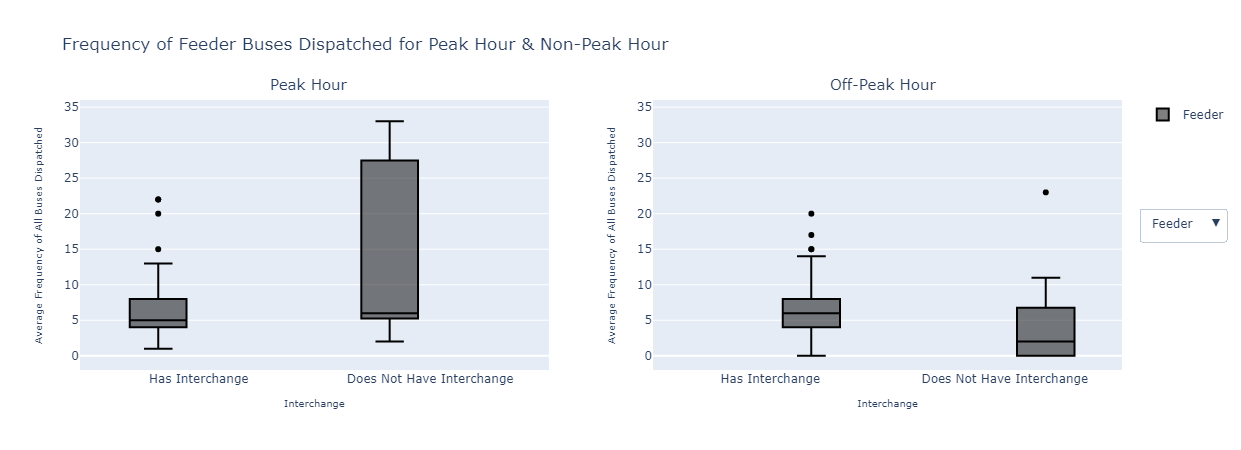 Frequency of Feeder Buses Dispatched for Peak Hour & Non-Peak Hour
Peak Hour
Average Frequency of All Buses Dispatched
35
30
25
20
15
10
5
0
Has Interchange
Does Not Have Interchange
Interchange
Off-Peak Hour
Average Frequency of All Buses Dispatched
35
30
25
20
15
10
5
0
Has Interchange
Does Not Have Interchange
Interchange
Feeder
Feeder